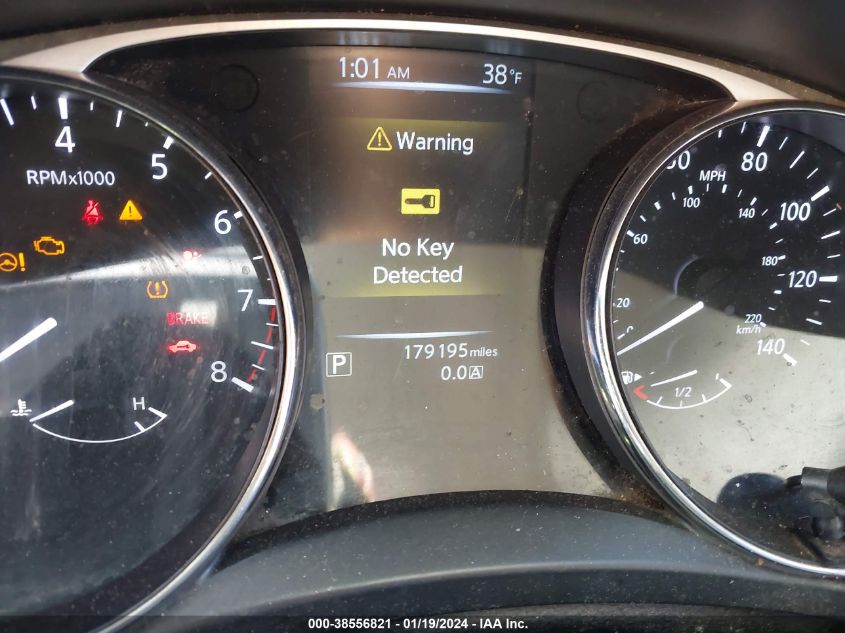 1:01 AM 38°F
Warning
No Key
Detected
P
179195 miles
0.0 A
4
5
6
7
8
RPMx1000
BRAKE
H
80
MPH
100
120
140
20
60
100
140
180
220
km/h
1/2
000-38556821 - 01/19/2024 - IAA Inc.